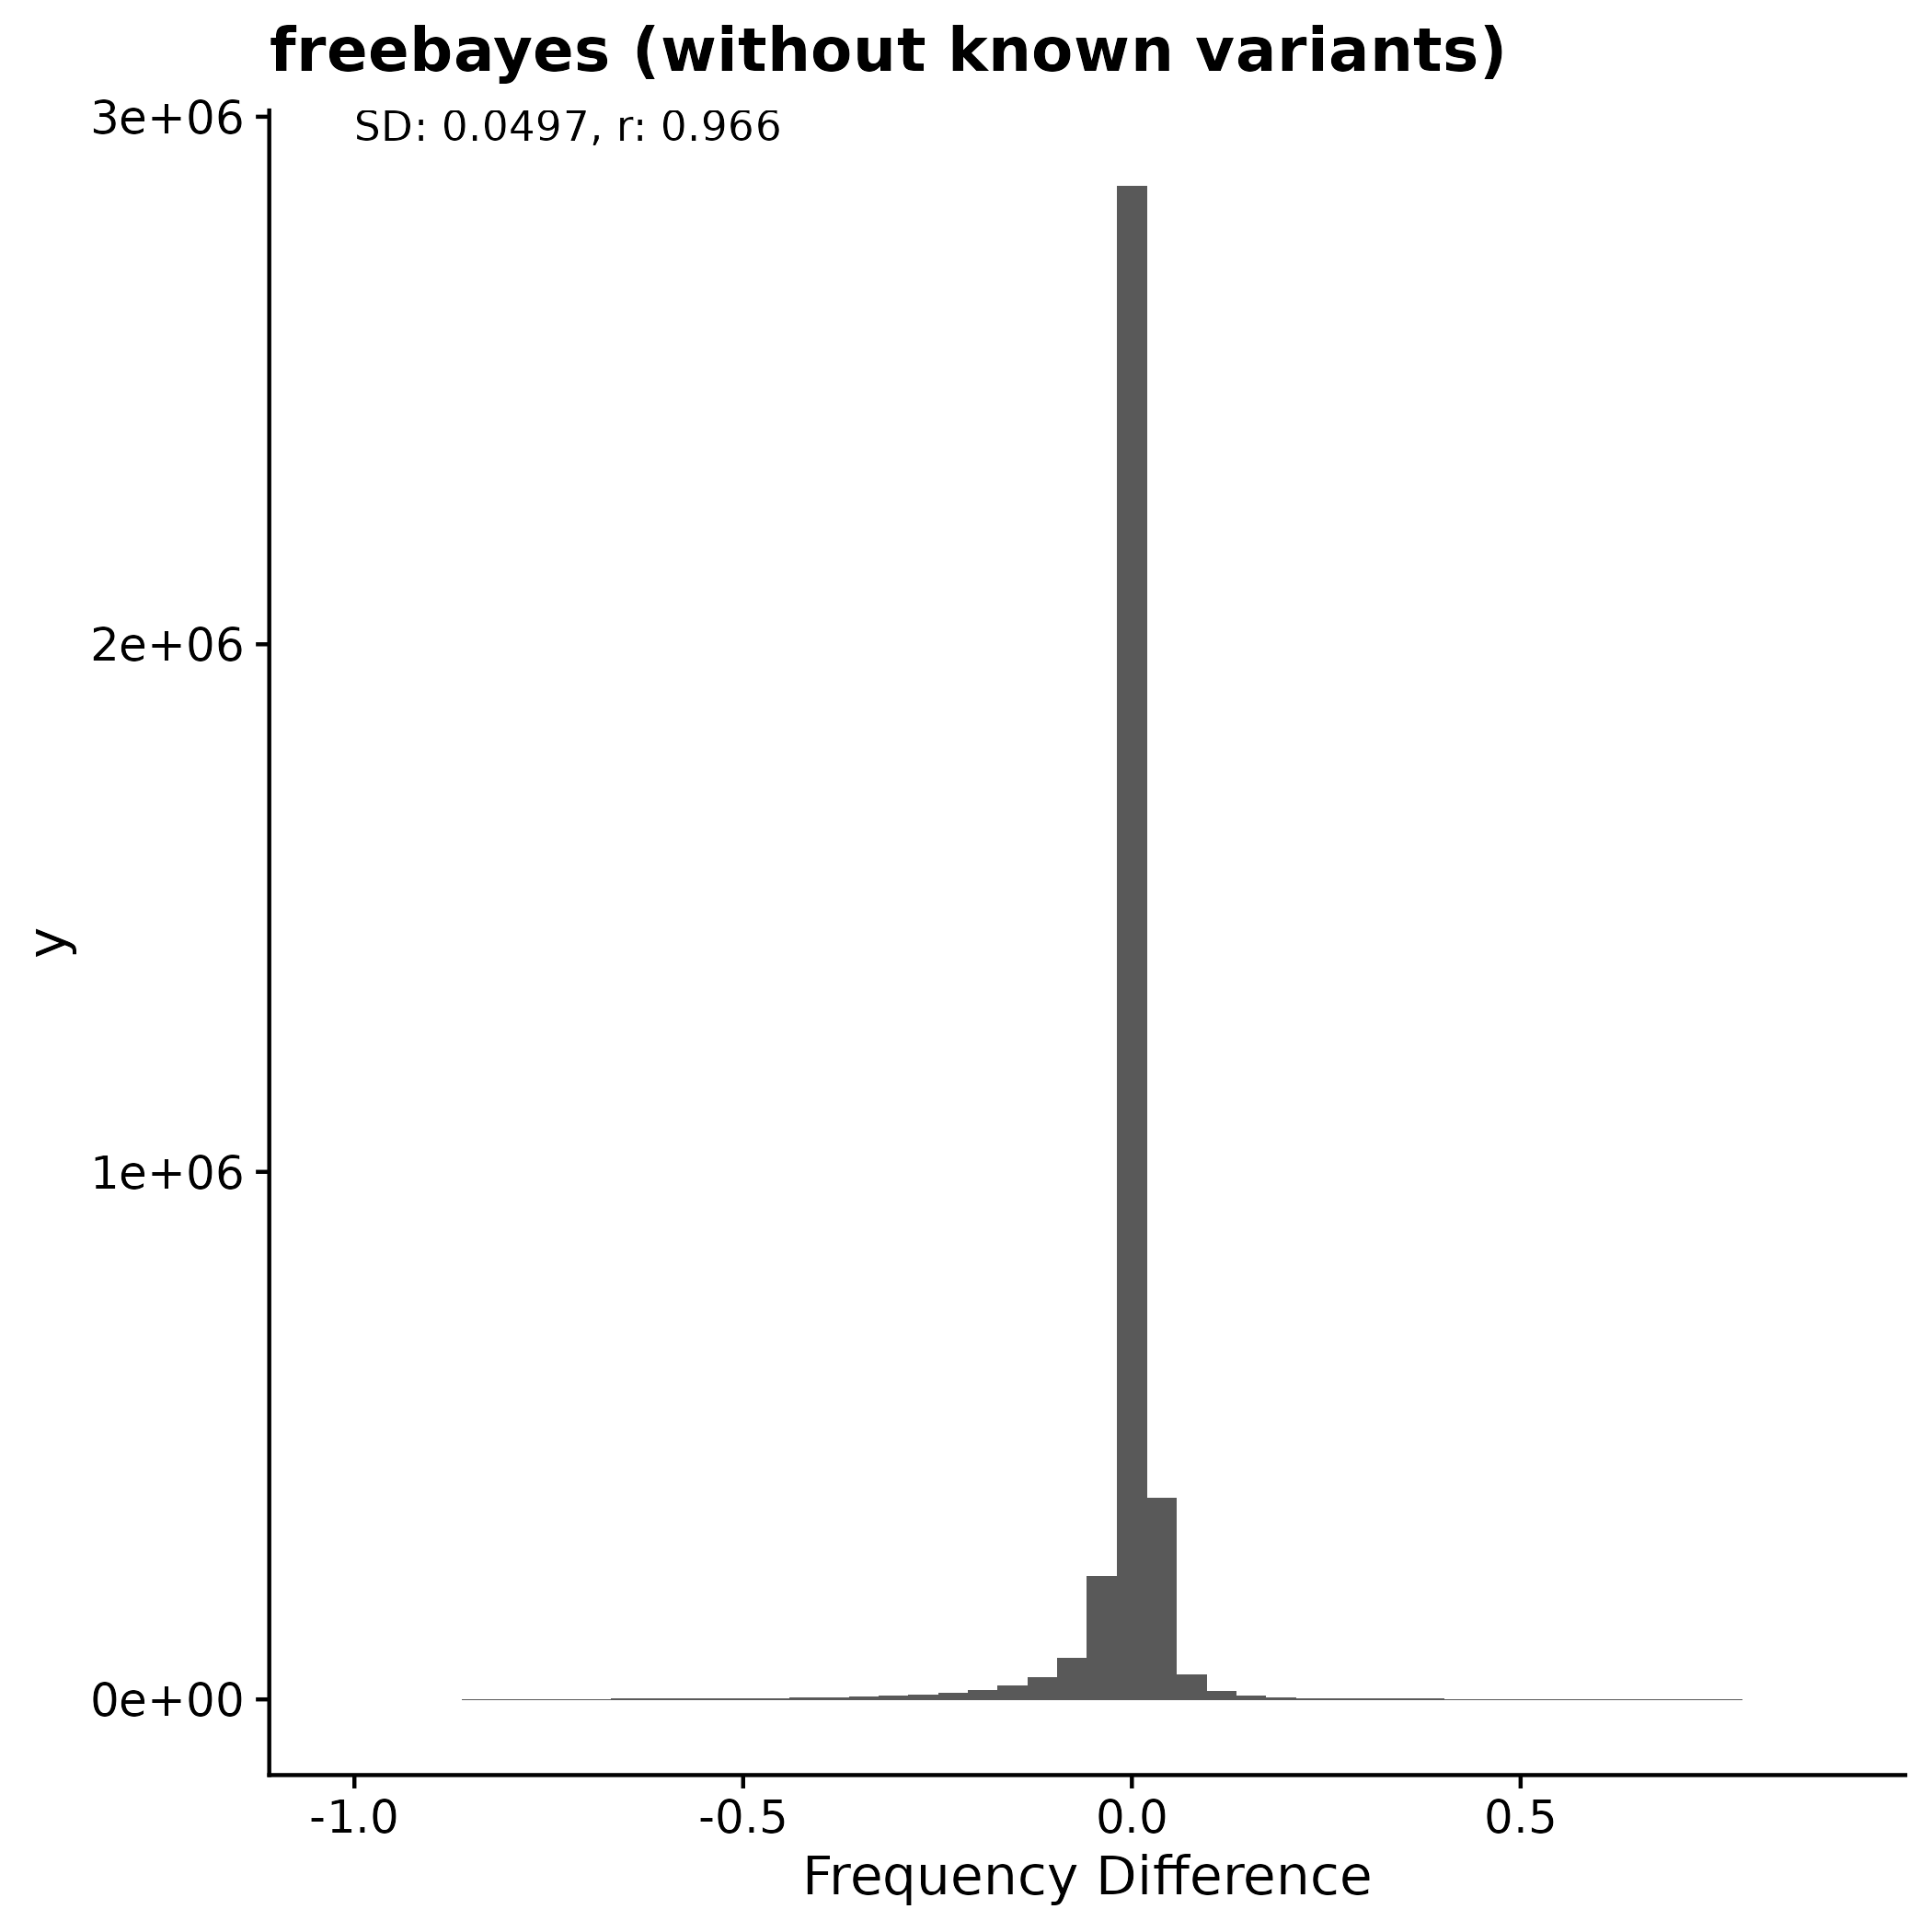 freebayes (without known variants)
SD: 0.0497, r: 0.966
3e+06
2e+06
y
1e+06
0e+00
-1.0 -0.5 0.0 0.5
Frequency Difference